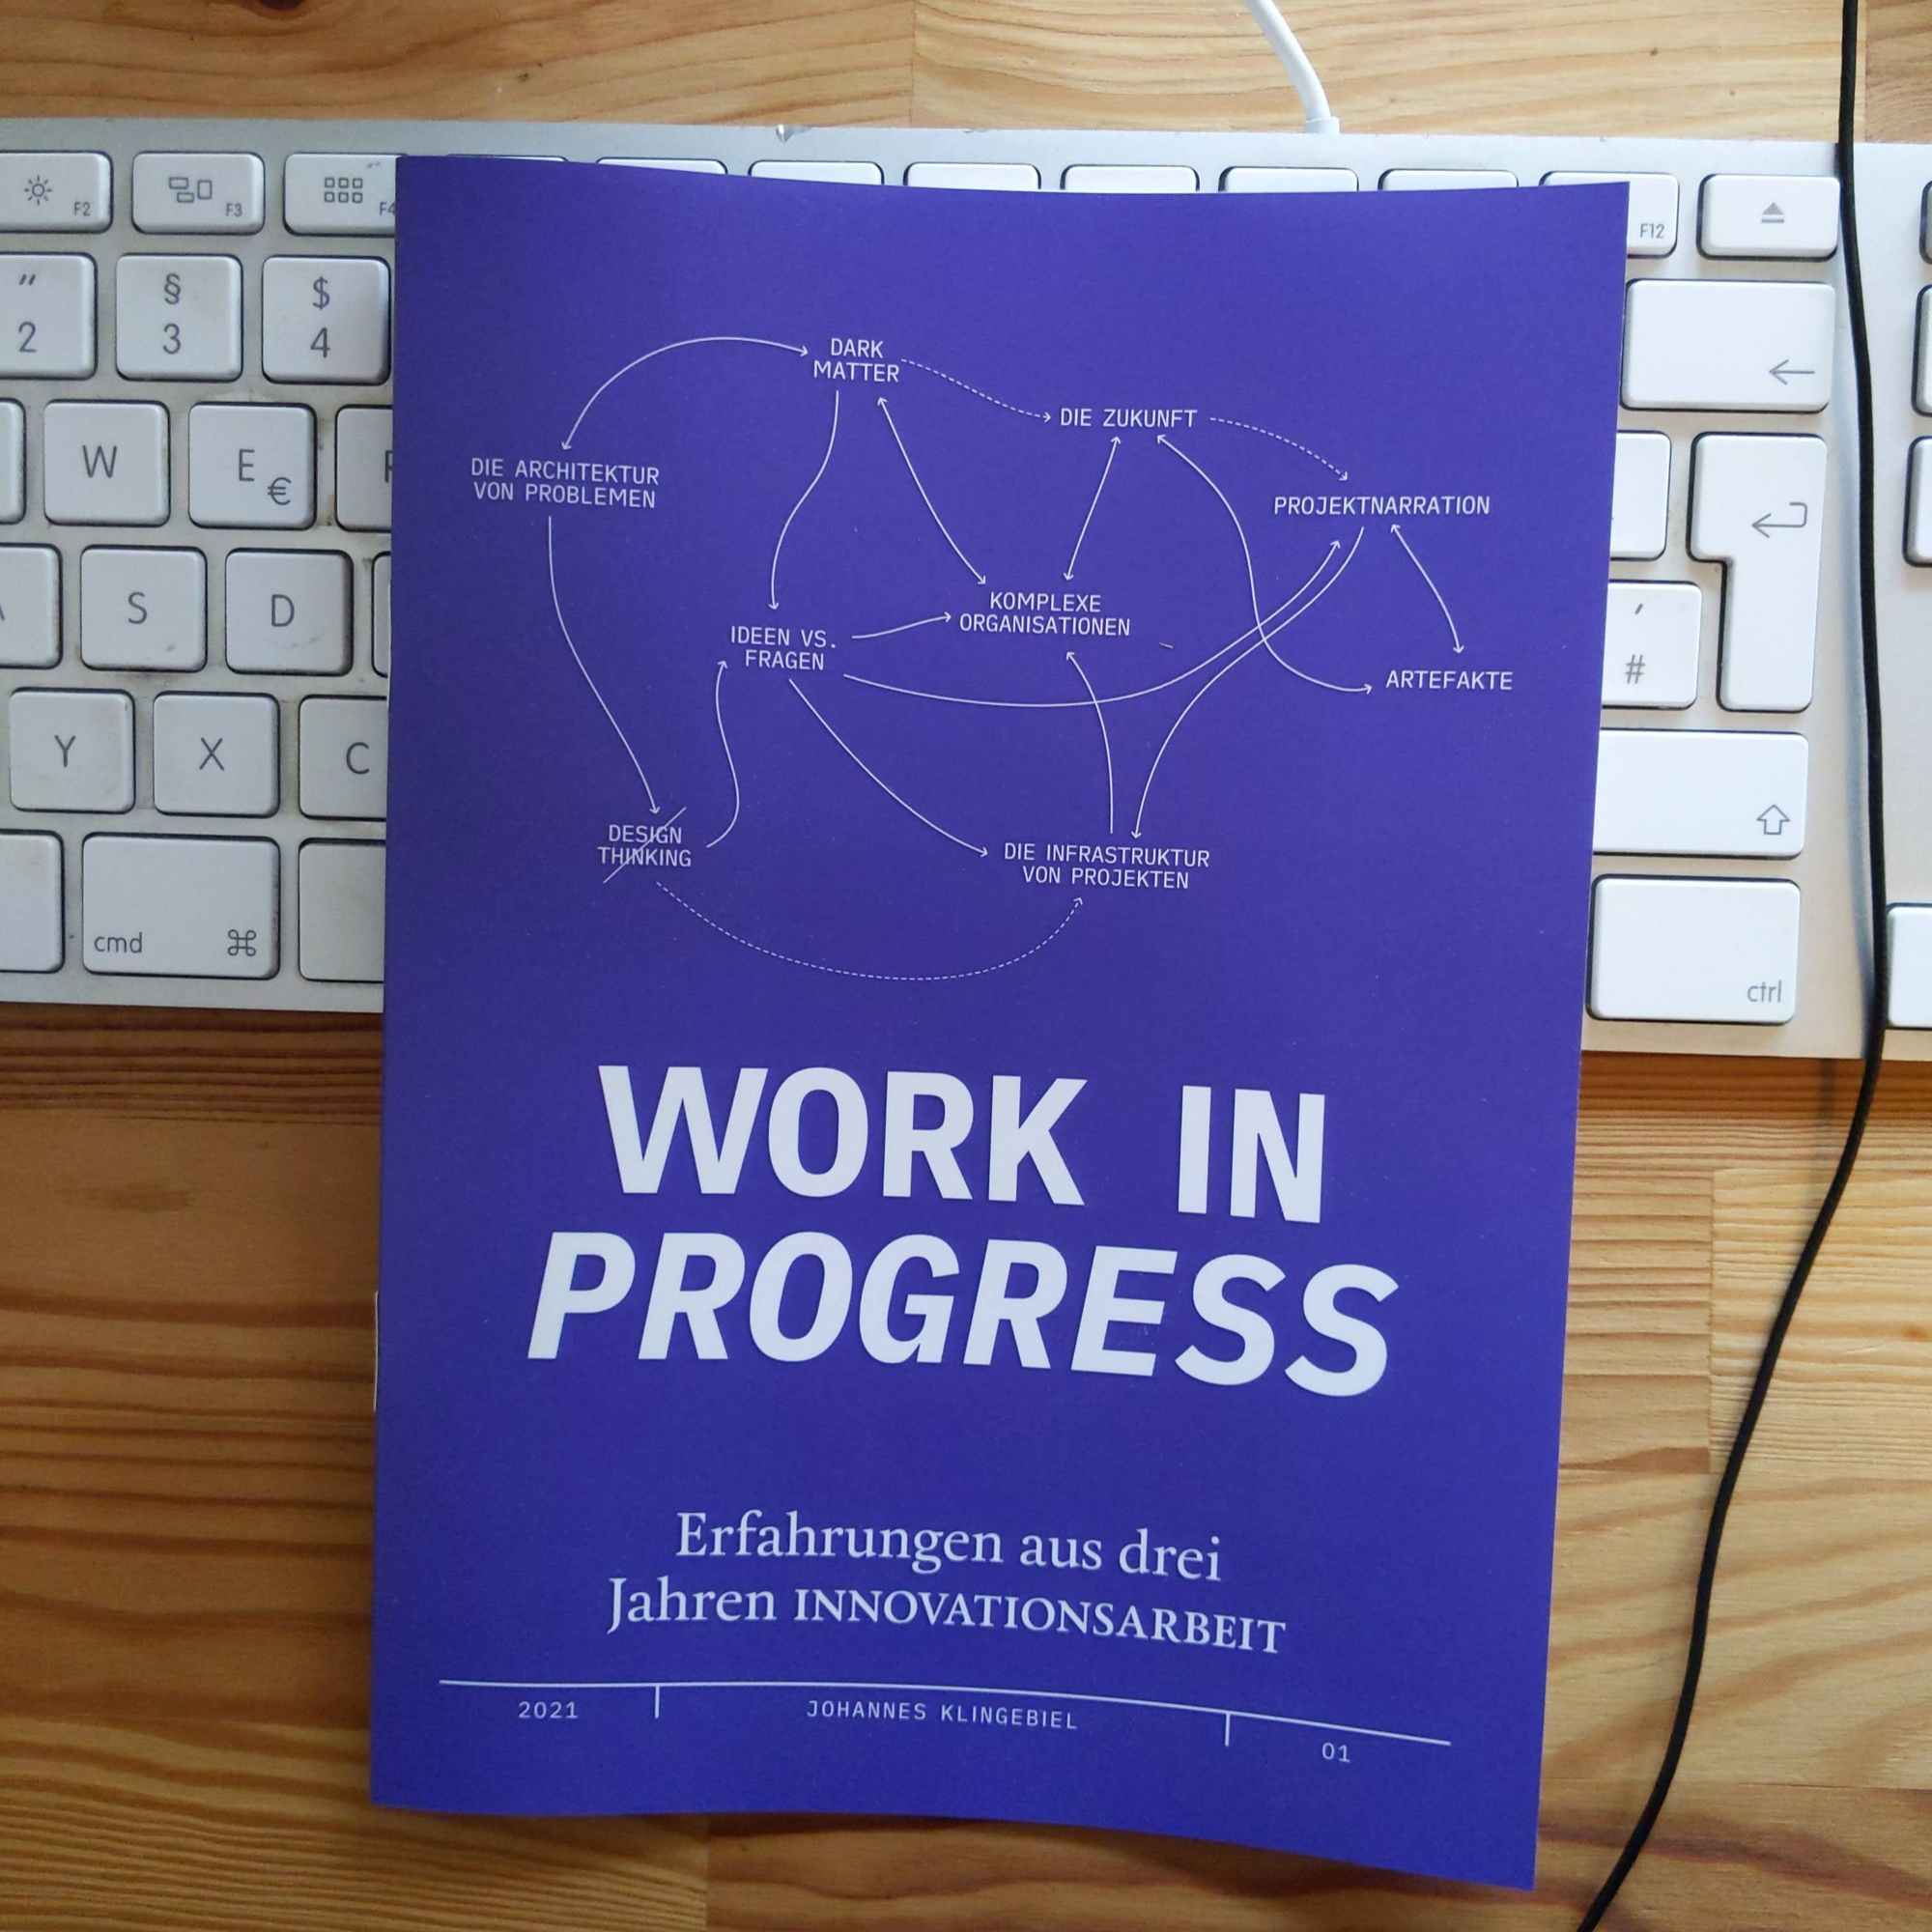 F2
F3
F4
F12
"
2
§
3
$
4
W
E
€
S
D
'
#
Y
X
C
cmd
⌘
ctrl
DARK
MATTER
DIE ZUKUNFT
DIE ARCHITEKTUR
VON PROBLEMEN
PROJEKTNARRATION
KOMPLEXE
ORGANISATIONEN
IDEEN VS.
FRAGEN
ARTEFAKTE
DESIGN
THINKING
DIE INFRASTRUKTUR
VON PROJEKTEN
WORK IN
PROGRESS
Erfahrungen aus drei
Jahren INNOVATIONSARBEIT
2021
JOHANNES KLINGEBIEL
01